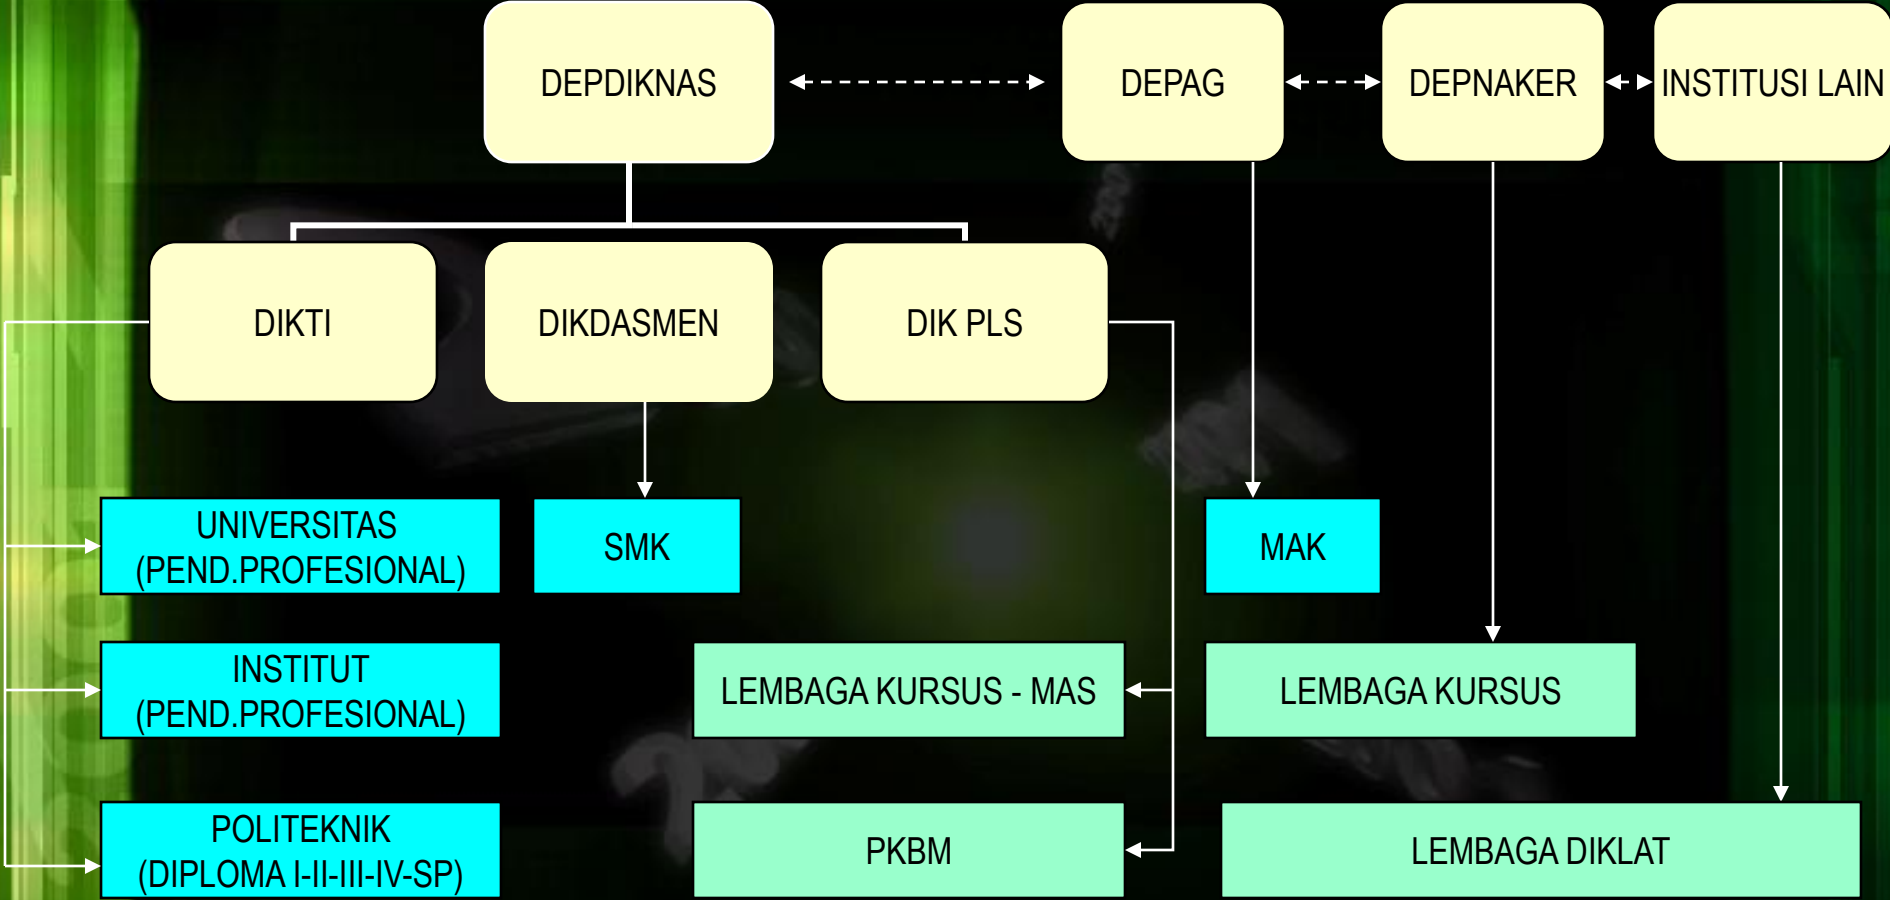 DEPDIKNAS
DEPAG
DEPNAKER
INSTITUSI LAIN
DIKTI
DIKDASMEN
DIK PLS
UNIVERSITAS
(PEND.PROFESIONAL)
SMK
MAK
INSTITUT
(PEND.PROFESIONAL)
LEMBAGA KURSUS - MAS
LEMBAGA KURSUS
POLITEKNIK
(DIPLOMA I-II-III-IV-SP)
PKBM
LEMBAGA DIKLAT